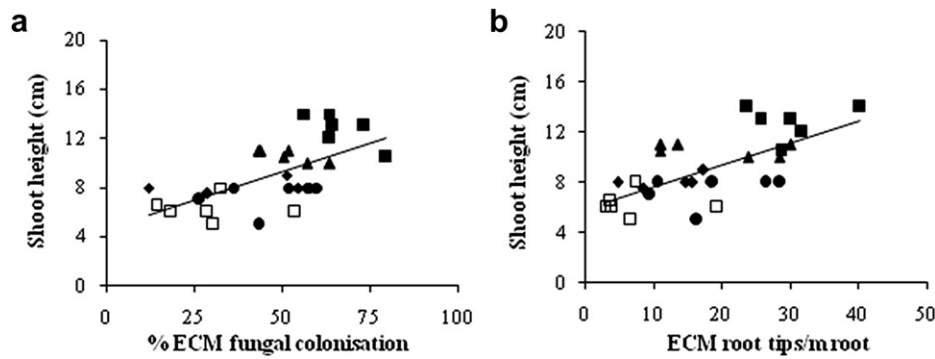 a
b
Shoot height (cm)
20
16
12
8
4
0
0 25 50 75 100
% ECM fungal colonisation
Shoot height (cm)
20
16
12
8
4
0
0 10 20 30 40 50
ECM root tips/m root